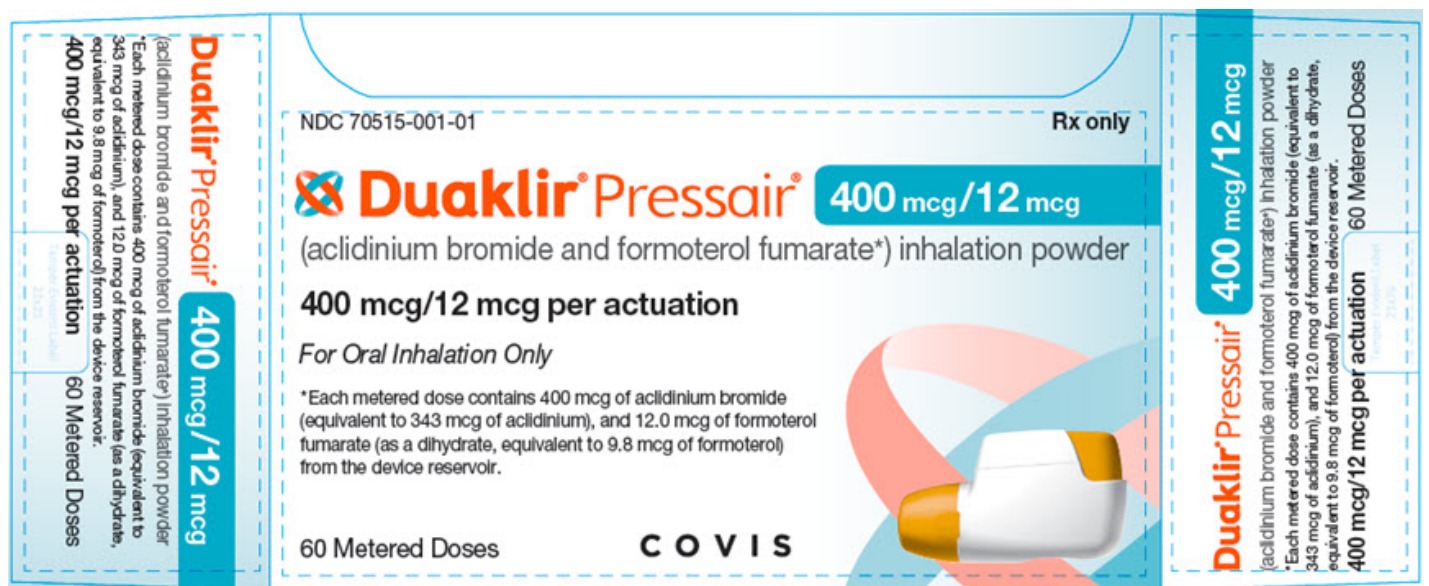 Duaklir® Pressair® 400 mcg/12 mcg
(aclidinium bromide and formoterol fumarate*) inhalation powder
*Each metered dose contains 400 mcg of aclidinium bromide (equivalent to
343 mcg of aclidinium), and 12.0 mcg of formoterol fumarate (as a dihydrate,
equivalent to 9.8 mcg of formoterol) from the device reservoir.
400 mcg/12 mcg per actuation 60 Metered Doses
Tamper Evident Label
NDC 70515-001-01 Rx only
Duaklir® Pressair® 400 mcg/12 mcg
(aclidinium bromide and formoterol fumarate*) inhalation powder
400 mcg/12 mcg per actuation
For Oral Inhalation Only
*Each metered dose contains 400 mcg of aclidinium bromide
(equivalent to 343 mcg of aclidinium), and 12.0 mcg of formoterol
fumarate (as a dihydrate, equivalent to 9.8 mcg of formoterol)
from the device reservoir.
60 Metered Doses COVIS
Duaklir® Pressair® 400 mcg/12 mcg
(aclidinium bromide and formoterol fumarate*) inhalation powder
*Each metered dose contains 400 mcg of aclidinium bromide (equivalent to
343 mcg of aclidinium), and 12.0 mcg of formoterol fumarate (as a dihydrate,
equivalent to 9.8 mcg of formoterol) from the device reservoir.
400 mcg/12 mcg per actuation 60 Metered Doses
Tamper Evident Label